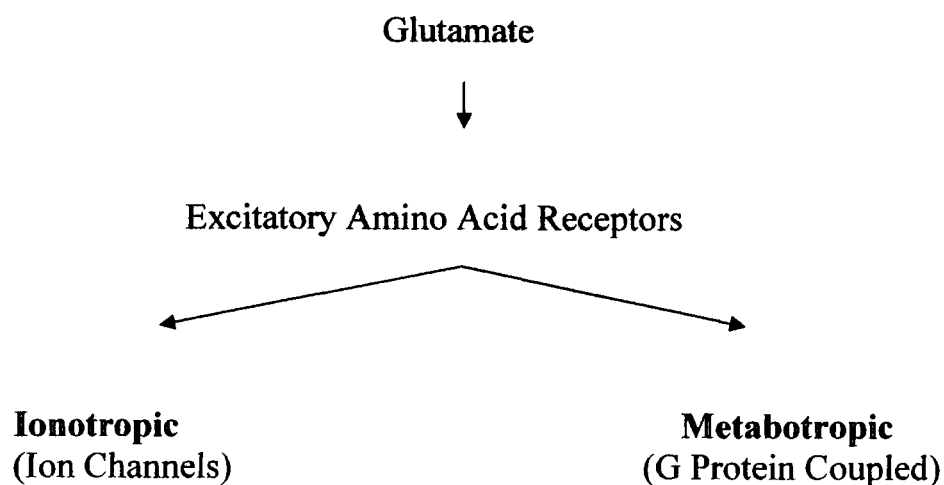 Glutamate
Excitatory Amino Acid Receptors
Ionotropic
(Ion Channels)
Metabotropic
(G Protein Coupled)